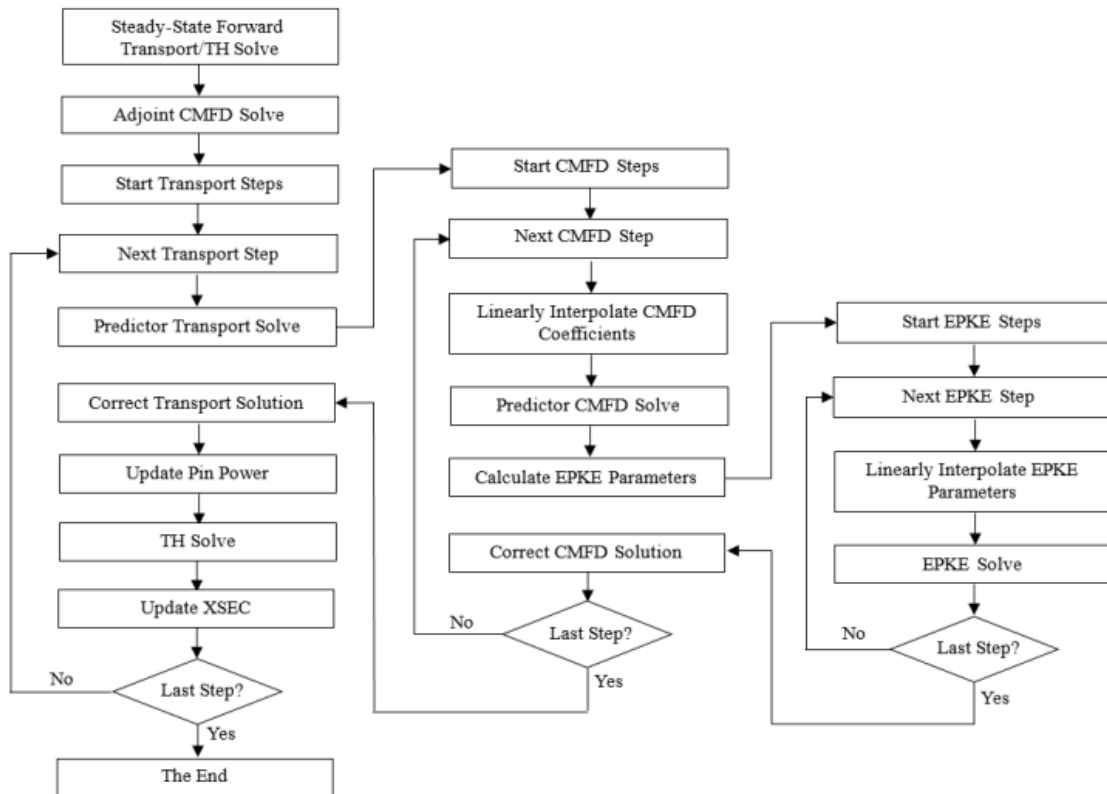 Steady-State Forward
Transport/TH Solve
Adjoint CMFD Solve
Start Transport Steps
Next Transport Step
Predictor Transport Solve
Correct Transport Solution
Update Pin Power
TH Solve
Update XSEC
No
Last Step?
Yes
The End
Start CMFD Steps
Next CMFD Step
Linearly Interpolate CMFD
Coefficients
Predictor CMFD Solve
Calculate EPKE Parameters
Correct CMFD Solution
No
Last Step?
Yes
Start EPKE Steps
Next EPKE Step
Linearly Interpolate EPKE
Parameters
EPKE Solve
No
Last Step?
Yes